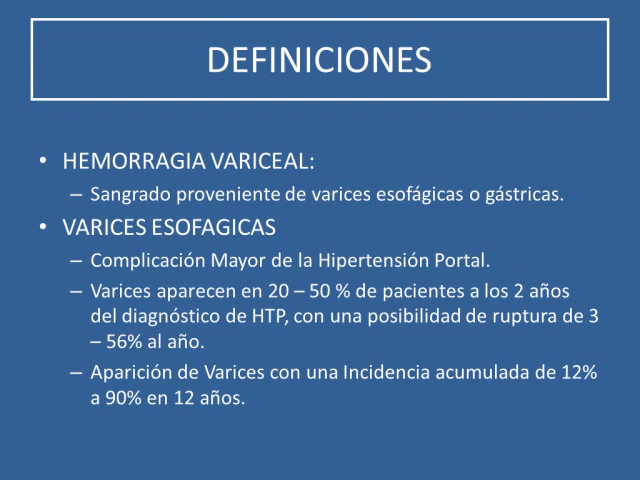 DEFINICIONES
• HEMORRAGIA VARICEAL:
– Sangrado proveniente de varices esofágicas o gástricas.
• VARICES ESOFAGICAS
– Complicación Mayor de la Hipertensión Portal.
– Varices aparecen en 20 – 50 % de pacientes a los 2 años
del diagnóstico de HTP, con una posibilidad de ruptura de 3
– 56% al año.
– Aparición de Varices con una Incidencia acumulada de 12%
a 90% en 12 años.